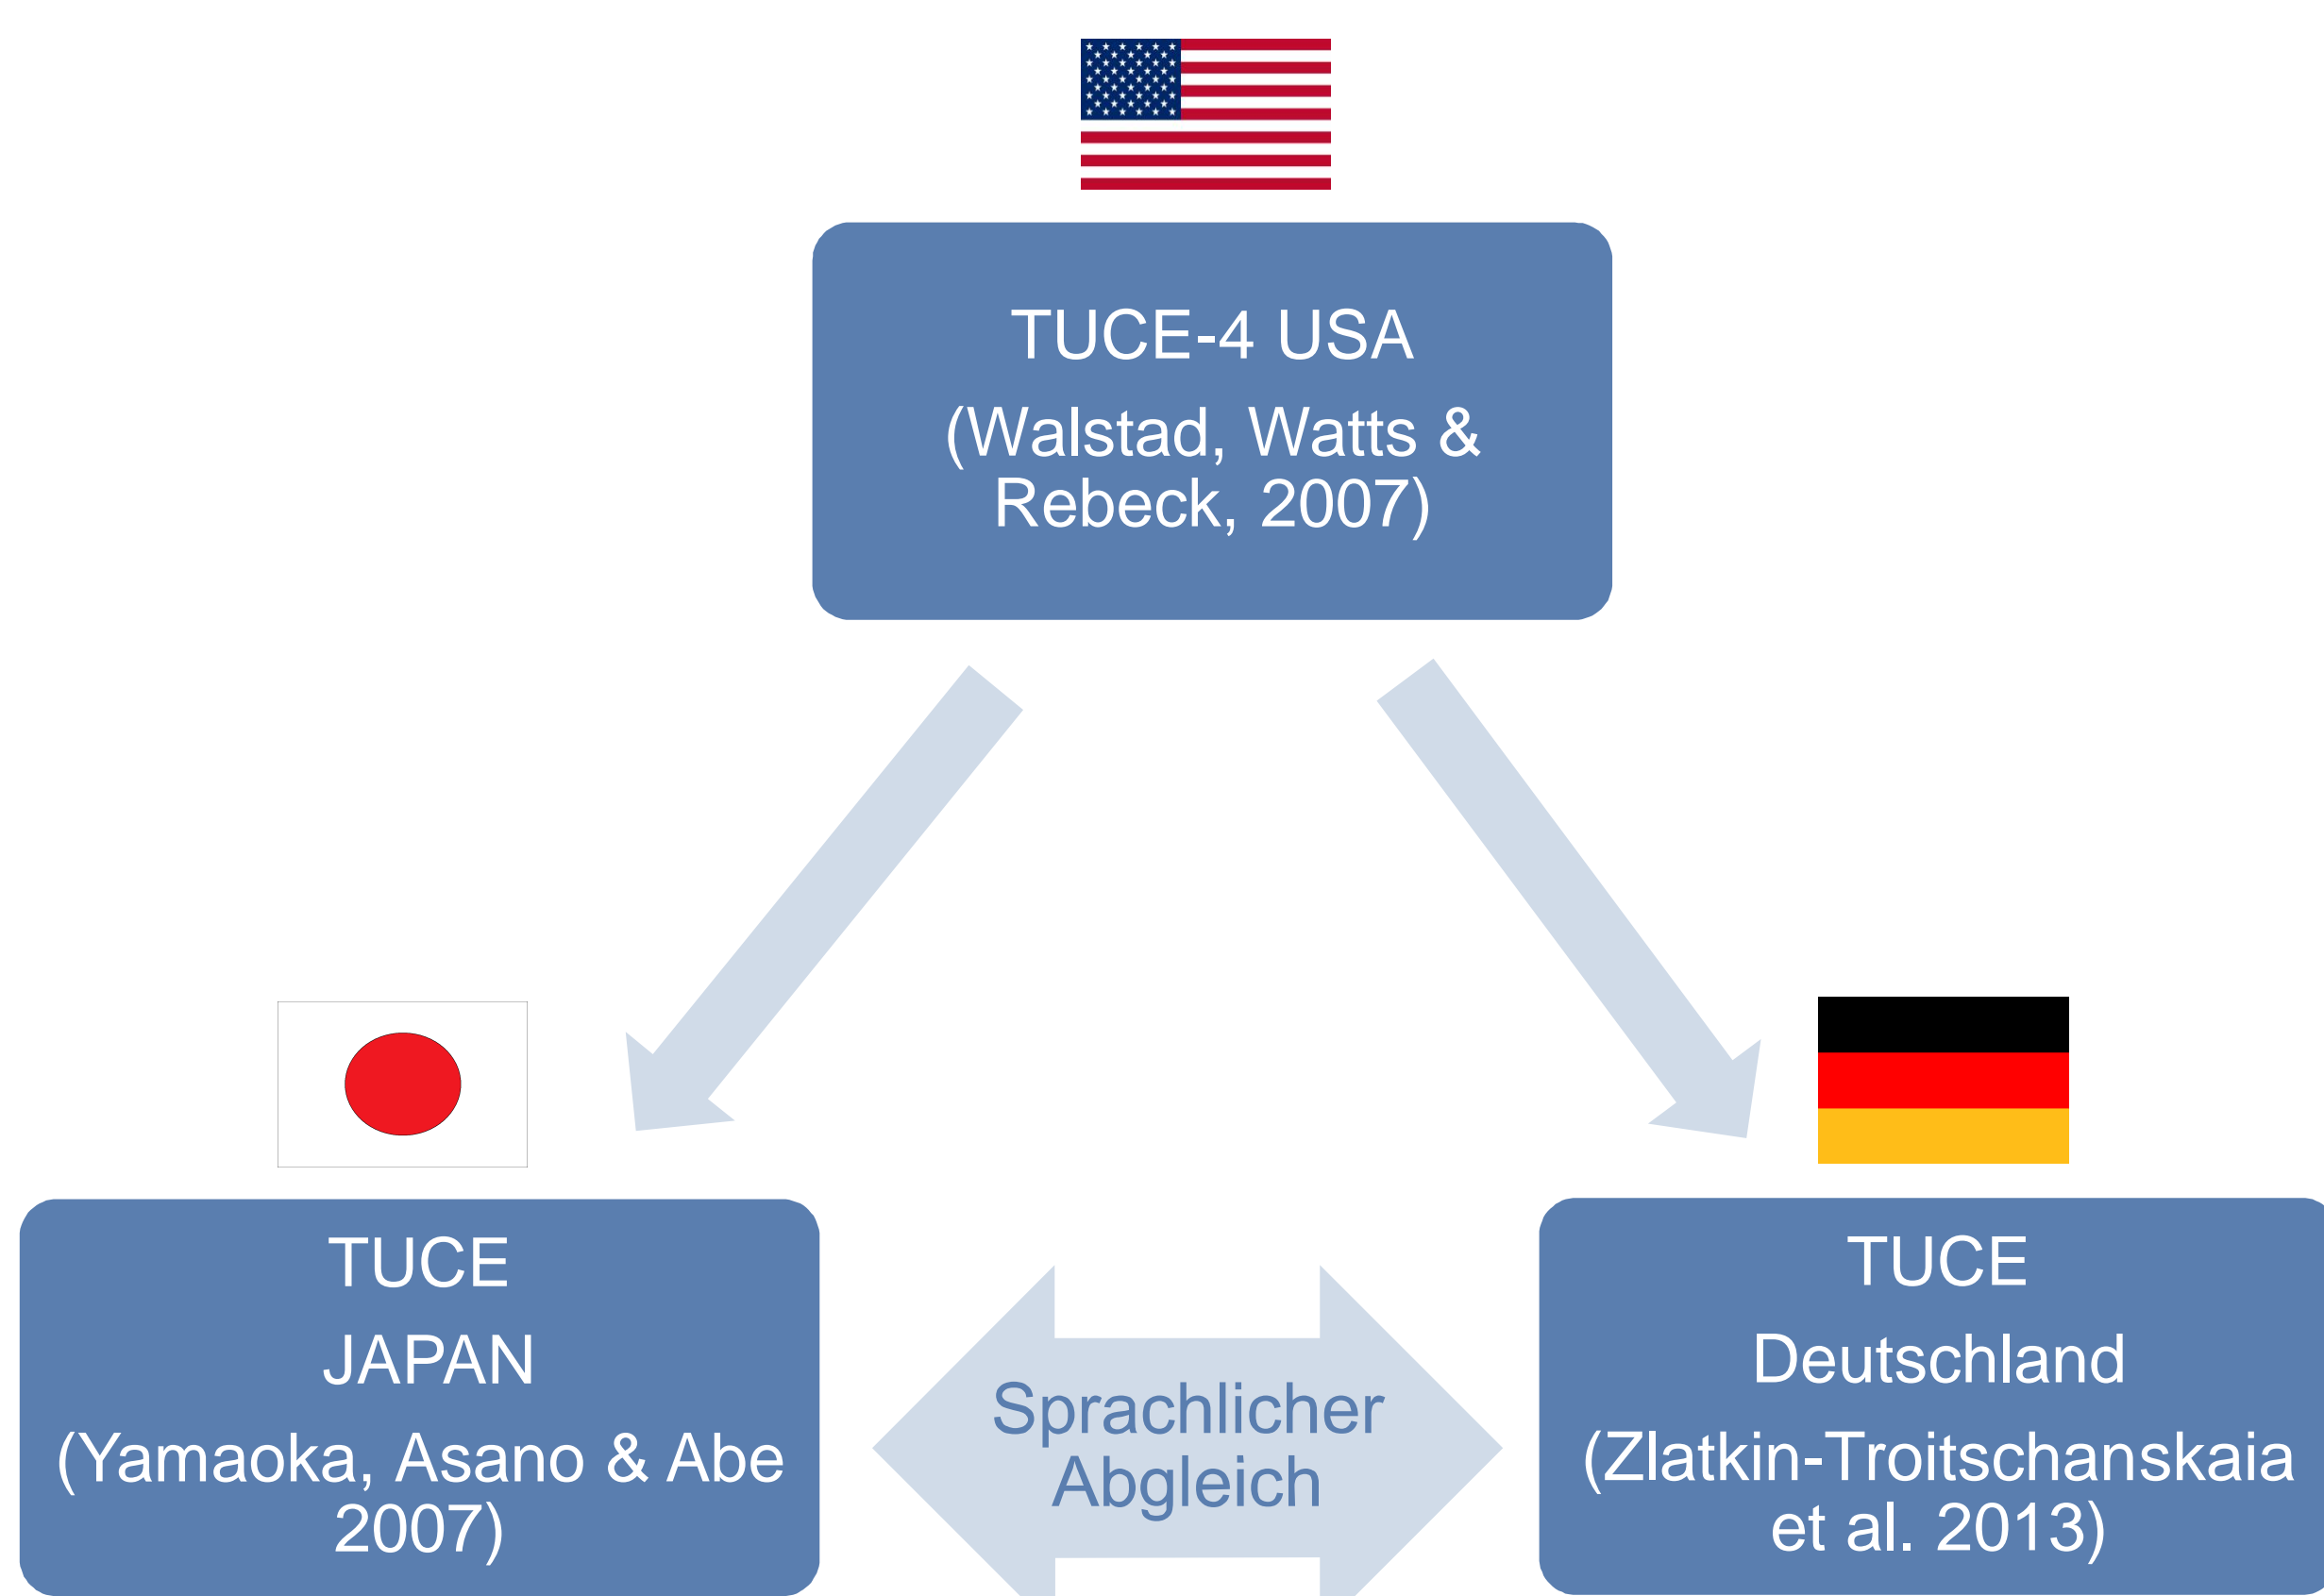 TUCE-4 USA
(Walstad, Watts &
Rebeck, 2007)
TUCE
JAPAN
(Yamaoka, Asano & Abe
2007)
Sprachlicher
Abgleich
TUCE
Deutschland
(Zlatkin-Troitschanskaia
et al. 2013)